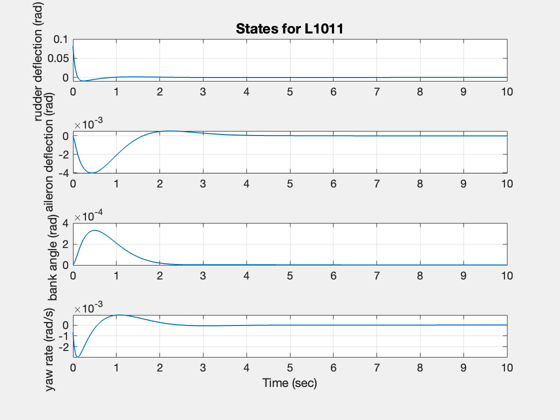 States for L1011
rudder deflection (rad)
0.1
0.05
0
0 1 2 3 4 5 6 7 8 9 10
aileron deflection (rad)
×10-3
0
-2
-4
0 1 2 3 4 5 6 7 8 9 10
bank angle (rad)
×10-4
4
2
0
0 1 2 3 4 5 6 7 8 9 10
yaw rate (rad/s)
×10-3
0
-1
-2
0 1 2 3 4 5 6 7 8 9 10
Time (sec)